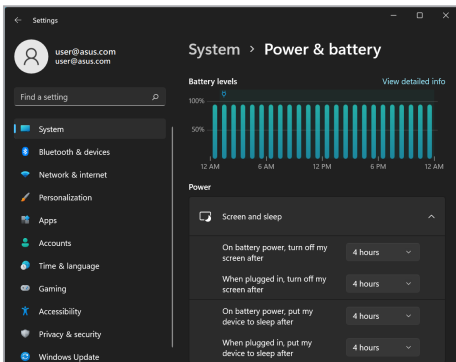 Settings
user@asus.com
user@asus.com
Find a setting
System
Bluetooth & devices
Network & internet
Personalization
Apps
Accounts
Time & language
Gaming
Accessibility
Privacy & security
Windows Update
System > Power & battery
Battery levels View detailed info
100%
50%
12 AM 6 AM 12 PM 6 PM 12 AM
Power
Screen and sleep
On battery power, turn off my
screen after
4 hours
When plugged in, turn off my
screen after
4 hours
On battery power, put my
device to sleep after
4 hours
When plugged in, put my
device to sleep after
4 hours